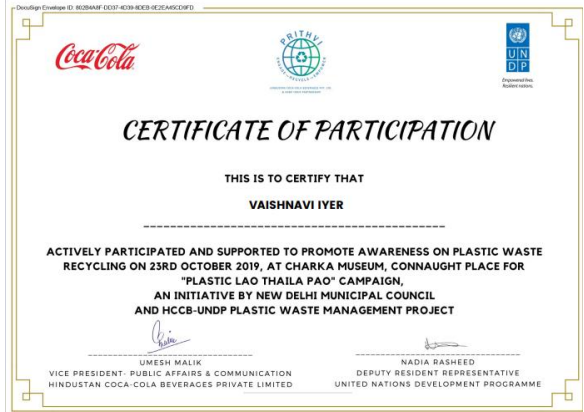 DocuSign Envelope ID: 802B4A8F-DD37-4D39-8DEB-0E2EA45CD9FD
Coca-Cola
PRITHVI
UN
DP
Empowered lives.
Resilient nations.
CERTIFICATE OF PARTICIPATION
THIS IS TO CERTIFY THAT
VAISHNAVI IYER
ACTIVELY PARTICIPATED AND SUPPORTED TO PROMOTE AWARENESS ON PLASTIC WASTE
RECYCLING ON 23RD OCTOBER 2019, AT CHARKA MUSEUM, CONNAUGHT PLACE FOR
"PLASTIC LAO THAILA PAO" CAMPAIGN,
AN INITIATIVE BY NEW DELHI MUNICIPAL COUNCIL
AND HCCB-UNDP PLASTIC WASTE MANAGEMENT PROJECT
UMESH MALIK
VICE PRESIDENT- PUBLIC AFFAIRS & COMMUNICATION
HINDUSTAN COCA-COLA BEVERAGES PRIVATE LIMITED
NADIA RASHEED
DEPUTY RESIDENT REPRESENTATIVE
UNITED NATIONS DEVELOPMENT PROGRAMME